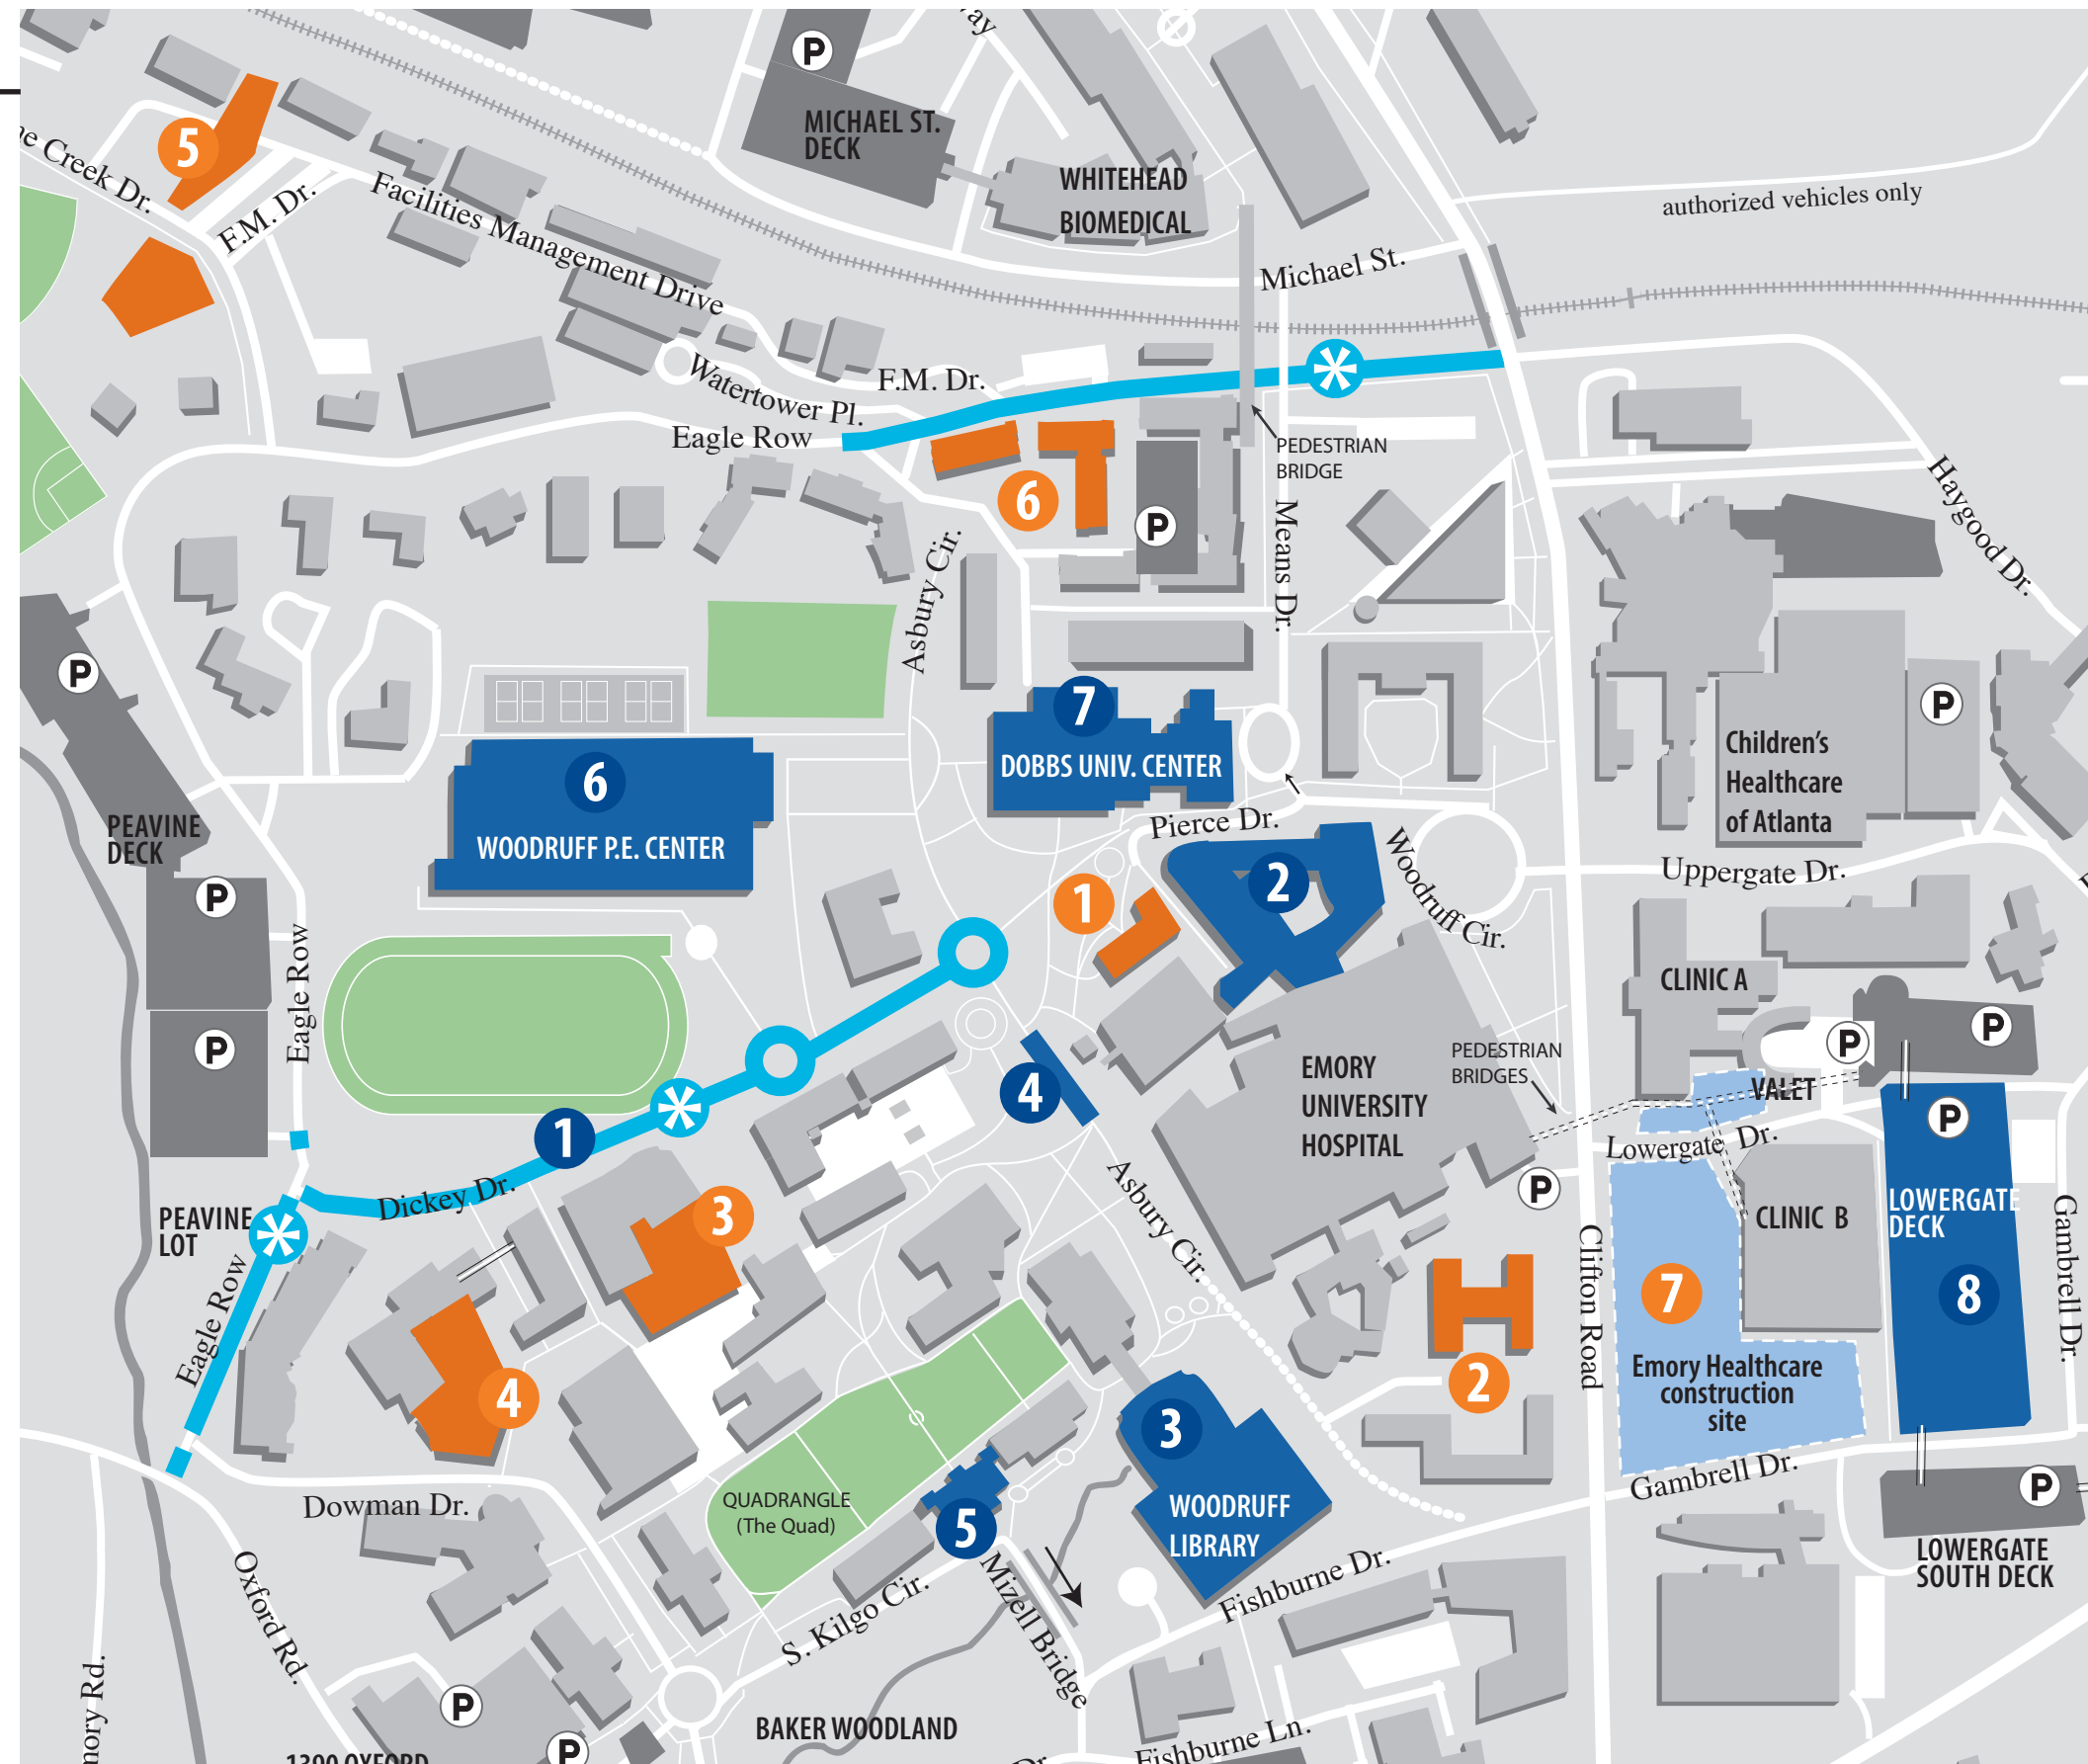 P
MICHAEL ST.
DECK
WHITEHEAD
BIOMEDICAL
authorized vehicles only
5
Creek Dr.
F.M. Dr.
Facilities Management Drive
Michael St.
Watertower Pl.
F.M. Dr.
Eagle Row
PEDESTRIAN
BRIDGE
6
P
Means Dr.
Haygood Dr.
Asbury Cir.
P
7
DOBBS UNIV. CENTER
P
Children's
Healthcare
of Atlanta
6
WOODRUFF P.E. CENTER
PEAVINE
DECK
Pierce Dr.
Woodruff Cir.
Uppergate Dr.
2
1
P
Eagle Row
CLINIC A
P
P
P
EMORY
UNIVERSITY
HOSPITAL
PEDESTRIAN
BRIDGES
VALET
4
1
P
Lowergate Dr.
Dickey Dr.
Asbury Cir.
P
PEAVINE
LOT
3
CLINIC B
LOWERGATE
DECK
Gambrell Dr.
Eagle Row
Clifton Road
7
8
4
2
Emory Healthcare
construction
site
3
Gambrell Dr.
P
QUADRANGLE
(The Quad)
Dowman Dr.
5
WOODRUFF
LIBRARY
LOWERGATE
SOUTH DECK
Oxford Rd.
S. Kilgo Cir.
Mizell Bridge
Fishburne Dr.
P
BAKER WOODLAND
Fishburne Ln.
P
1390 OXFORD
Rd.
Dr.